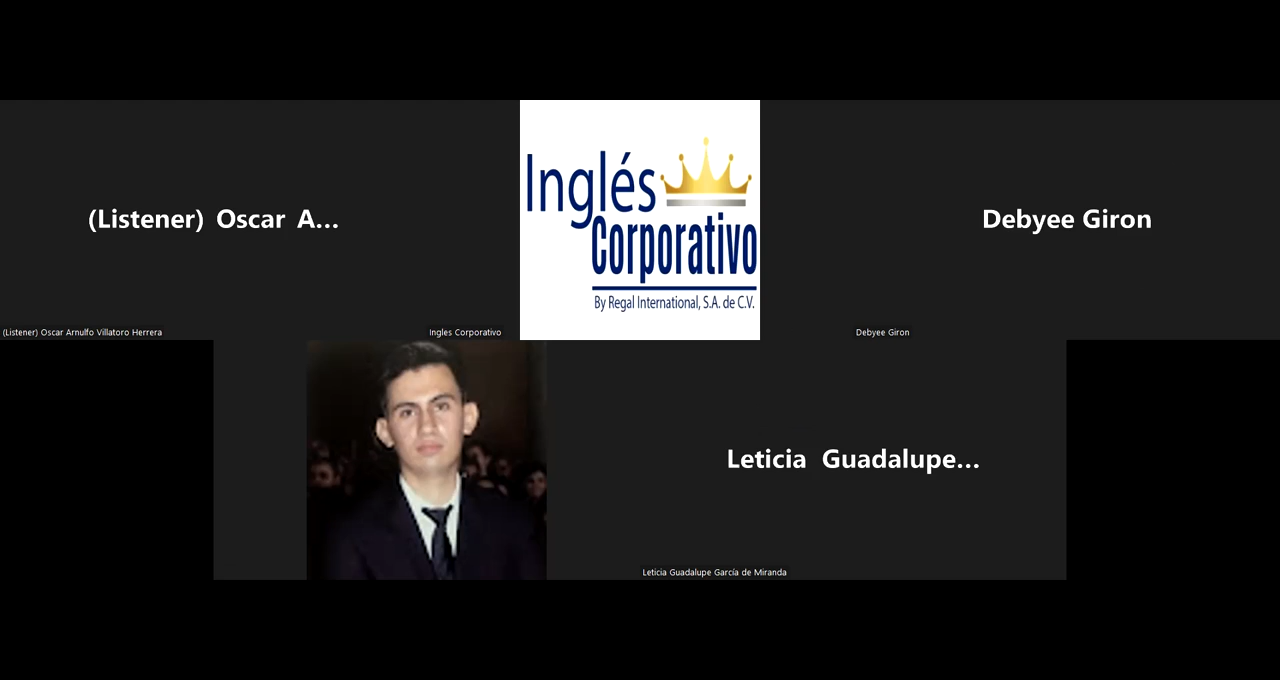 (Listener) Oscar A...
Inglés
Corporativo
By Regal International, S.A. de C.V.
Debyee Giron
(Listener) Oscar Arnulfo Villatoro Herrera
Ingles Corporativo
Debyee Giron
Leticia Guadalupe...
Leticia Guadalupe García de Miranda